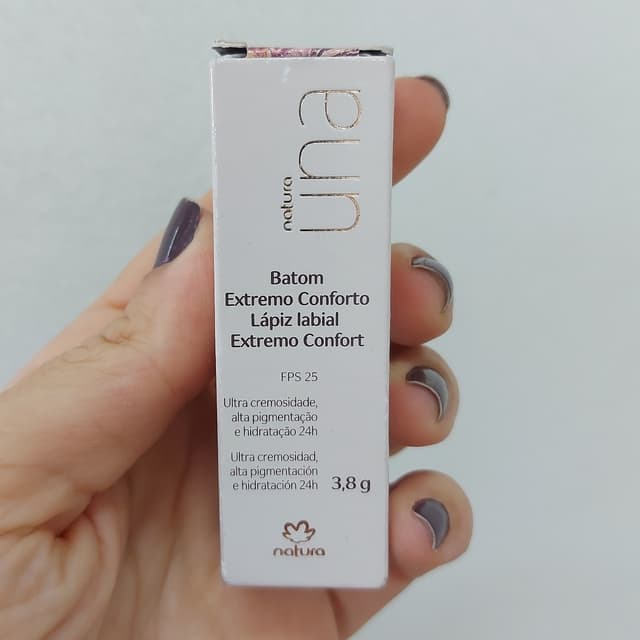 natura
una
Batom
Extremo Conforto
Lápiz labial
Extremo Confort
FPS 25
Ultra cremosidade,
alta pigmentação
e hidratação 24h
Ultra cremosidad,
alta pigmentación
e hidratación 24h
3,8 g
natura